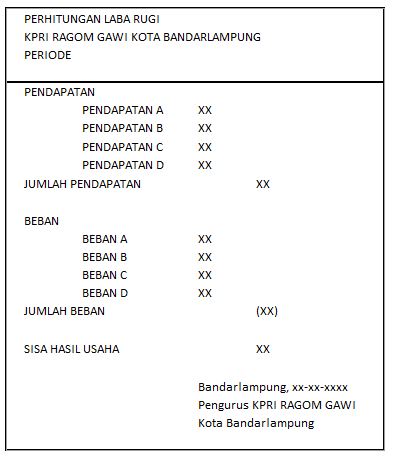 PERHITUNGAN LABA RUGI
KPRI RAGOM GAWI KOTA BANDARLAMPUNG
PERIODE
PENDAPATAN
PENDAPATAN A XX
PENDAPATAN B XX
PENDAPATAN C XX
PENDAPATAN D XX
JUMLAH PENDAPATAN XX
BEBAN
BEBAN A XX
BEBAN B XX
BEBAN C XX
BEBAN D XX
JUMLAH BEBAN (XX)
SISA HASIL USAHA XX
Bandarlampung, xx-xx-xxxx
Pengurus KPRI RAGOM GAWI
Kota Bandarlampung